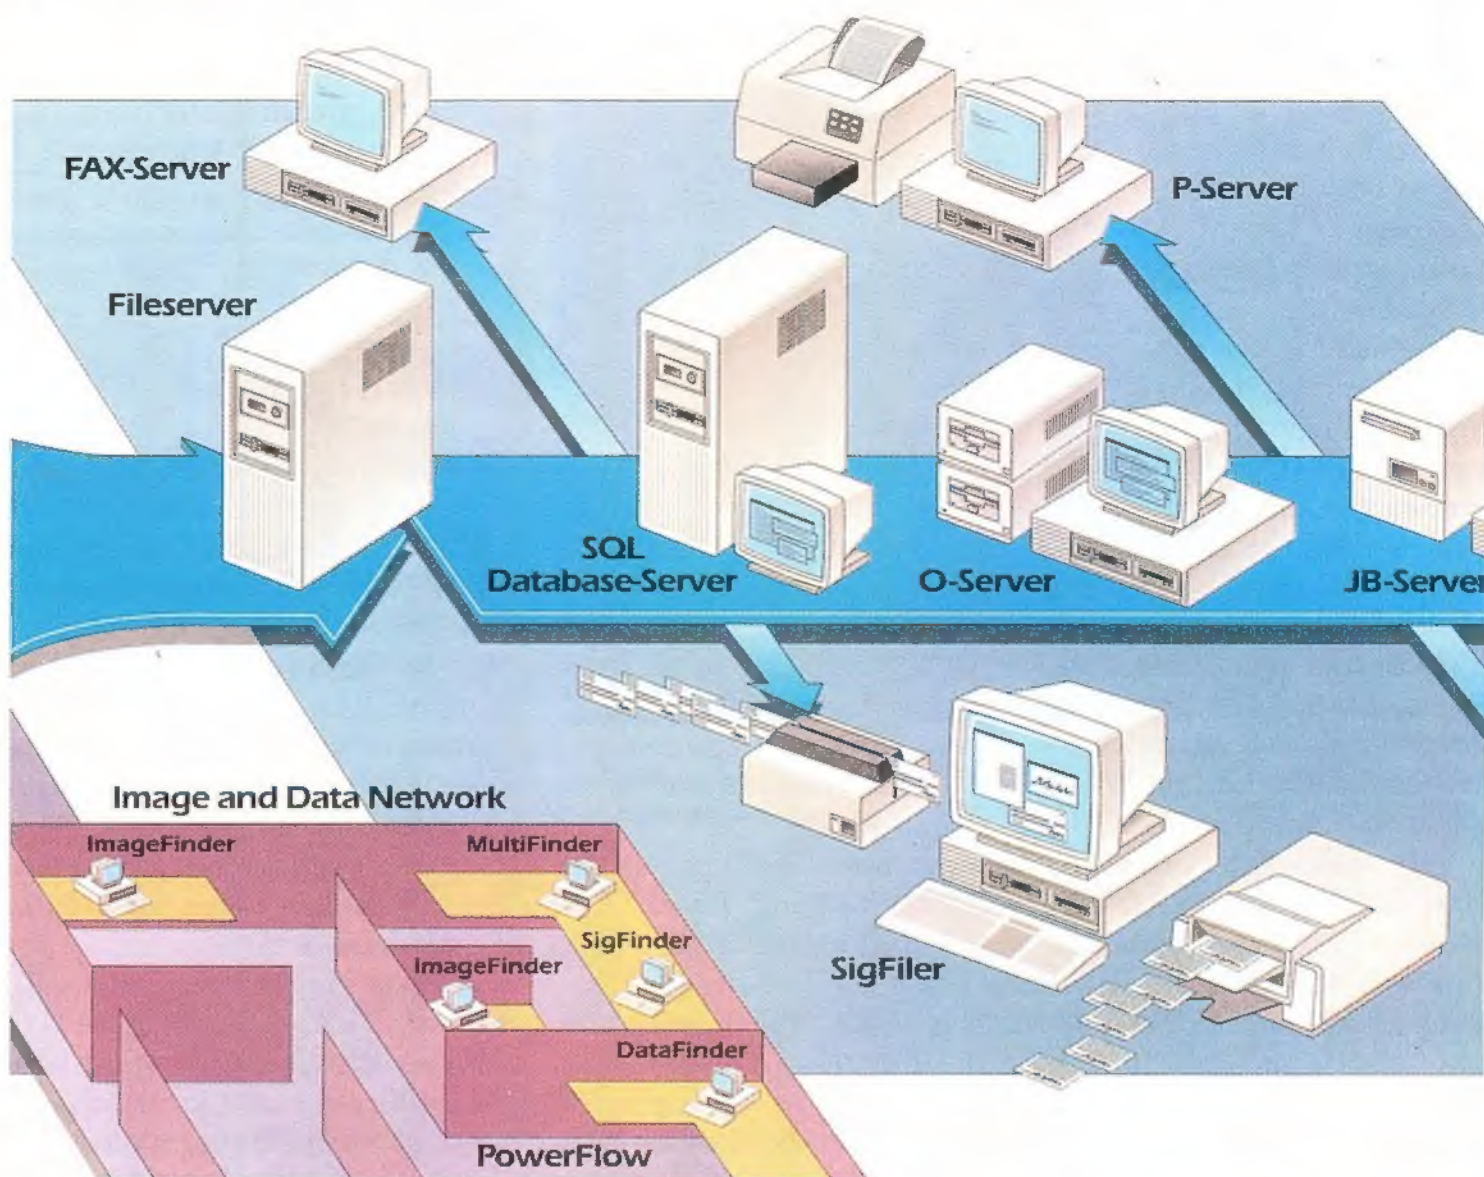 FAX-Server
P-Server
Fileserver
SQL
Database-Server
O-Server
JB-Server
Image and Data Network
ImageFinder
MultiFinder
SigFinder
ImageFinder
SigFiler
DataFinder
PowerFlow